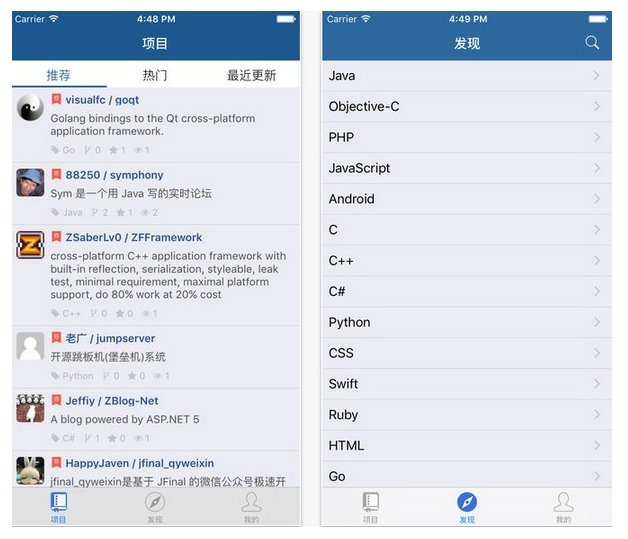 Carrier 4:48 PM
项目
推荐 热门 最近更新
visualfc / goqt
Golang bindings to the Qt cross-platform
application framework.
Go 0 1 1
88250 / symphony
Sym 是一个用 Java 写的实时论坛
Java 2 1 2
ZSaberLv0 / ZFFramework
cross-platform C++ application framework with
built-in reflection, serialization, styleable, leak
test, minimal requirement, maximal platform
support, do 80% work at 20% cost
C++ 0 0 1
老广 / jumpserver
开源跳板机(堡垒机)系统
Python 0 0 1
Jeffiy / ZBlog-Net
A blog powered by ASP.NET 5
C# 1 0 1
HappyJaven / jfinal_qyweixin
jfinal_qyweixin是基于 JFinal 的微信公众号极速开
项目 发现 我的
Carrier 4:49 PM
发现
Java
Objective-C
PHP
JavaScript
Android
C
C++
C#
Python
CSS
Swift
Ruby
HTML
Go
项目 发现 我的